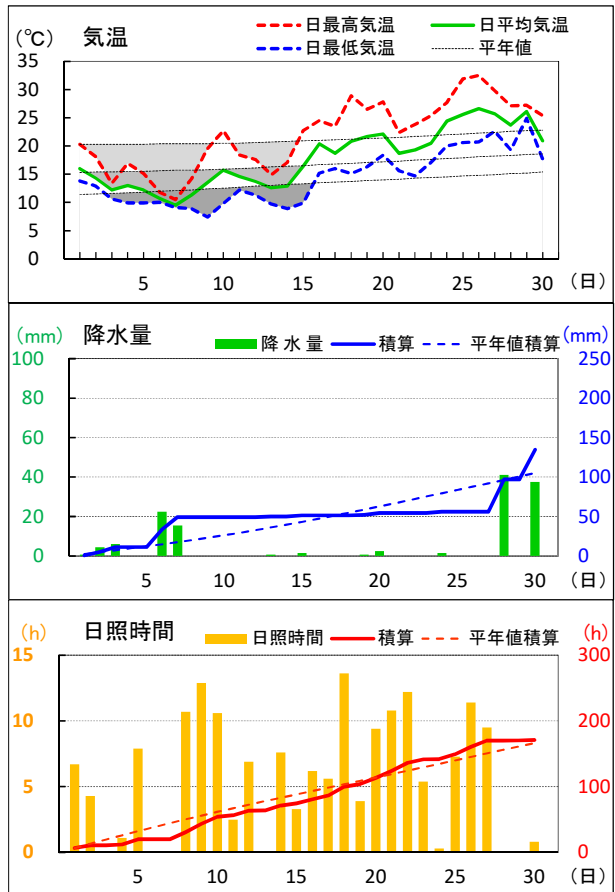 (℃) 気温
日最高気温 日平均気温
日最低気温 平年値
35
30
25
20
15
10
5
0
5 10 15 20 25 30 (日)
(mm) 降水量 (mm)
降 水 量 積算 平年値積算
100 250
80 200
60 150
40 100
20 50
0 0
5 10 15 20 25 30 (日)
(h) 日照時間 (h)
日照時間 積算 平年値積算
15 300
10 200
5 100
0 0
5 10 15 20 25 30 (日)